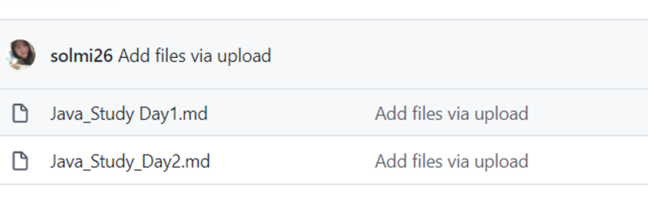 solmi26 Add files via upload
Java_Study Day1.md Add files via upload
Java_Study_Day2.md Add files via upload